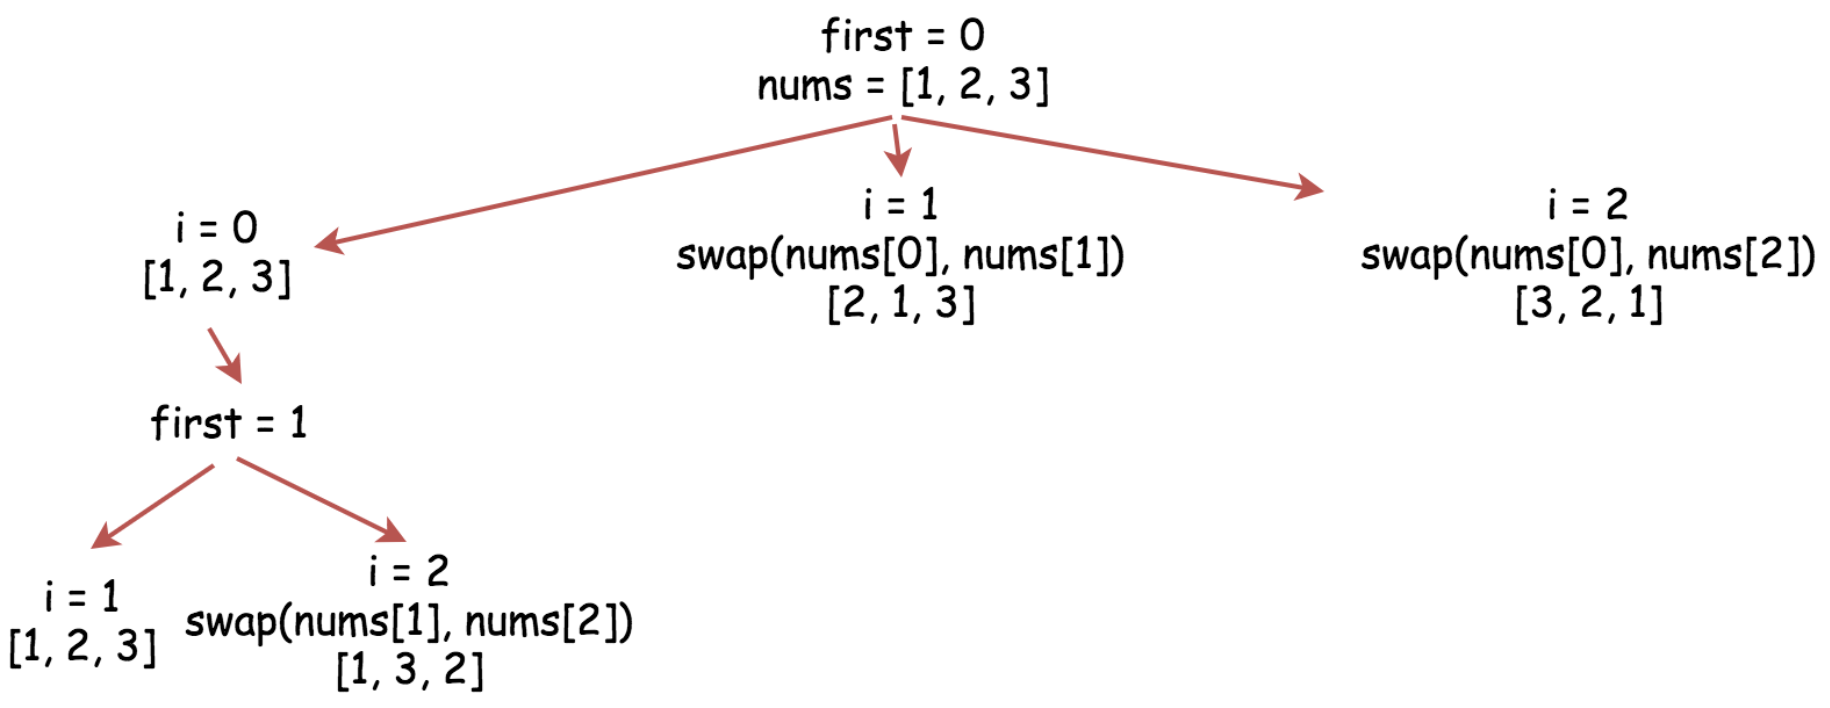 first = 0
nums = [1, 2, 3]
i = 0
[1, 2, 3]
i = 1
swap(nums[0], nums[1])
[2, 1, 3]
i = 2
swap(nums[0], nums[2])
[3, 2, 1]
first = 1
i = 1
[1, 2, 3]
i = 2
swap(nums[1], nums[2])
[1, 3, 2]